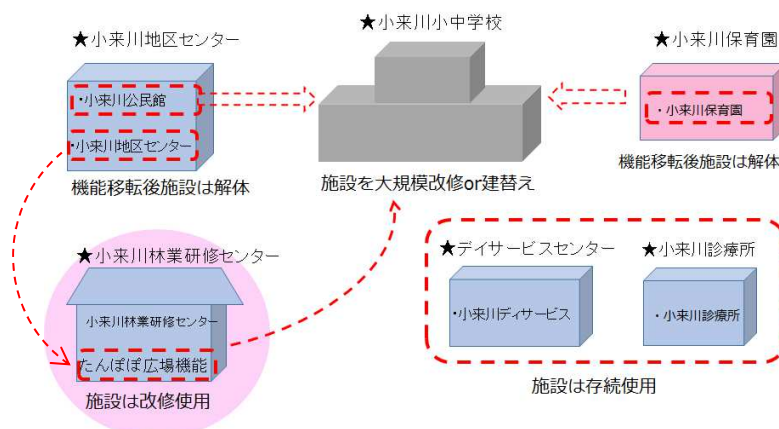 ★小来川地区センター
・小来川公民館
・小来川地区センター
機能移転後施設は解体
★小来川小中学校
施設を大規模改修or建替え
★小来川保育園
・小来川保育園
機能移転後施設は解体
★小来川林業研修センター
小来川林業研修センター
たんぽぽ広場機能
施設は改修使用
★デイサービスセンター
・小来川ディサービス
★小来川診療所
・小来川診療所
施設は存続使用